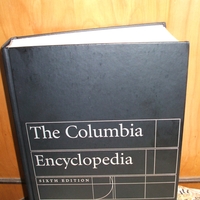 The Columbia
Encyclopedia
SIXTH EDITION